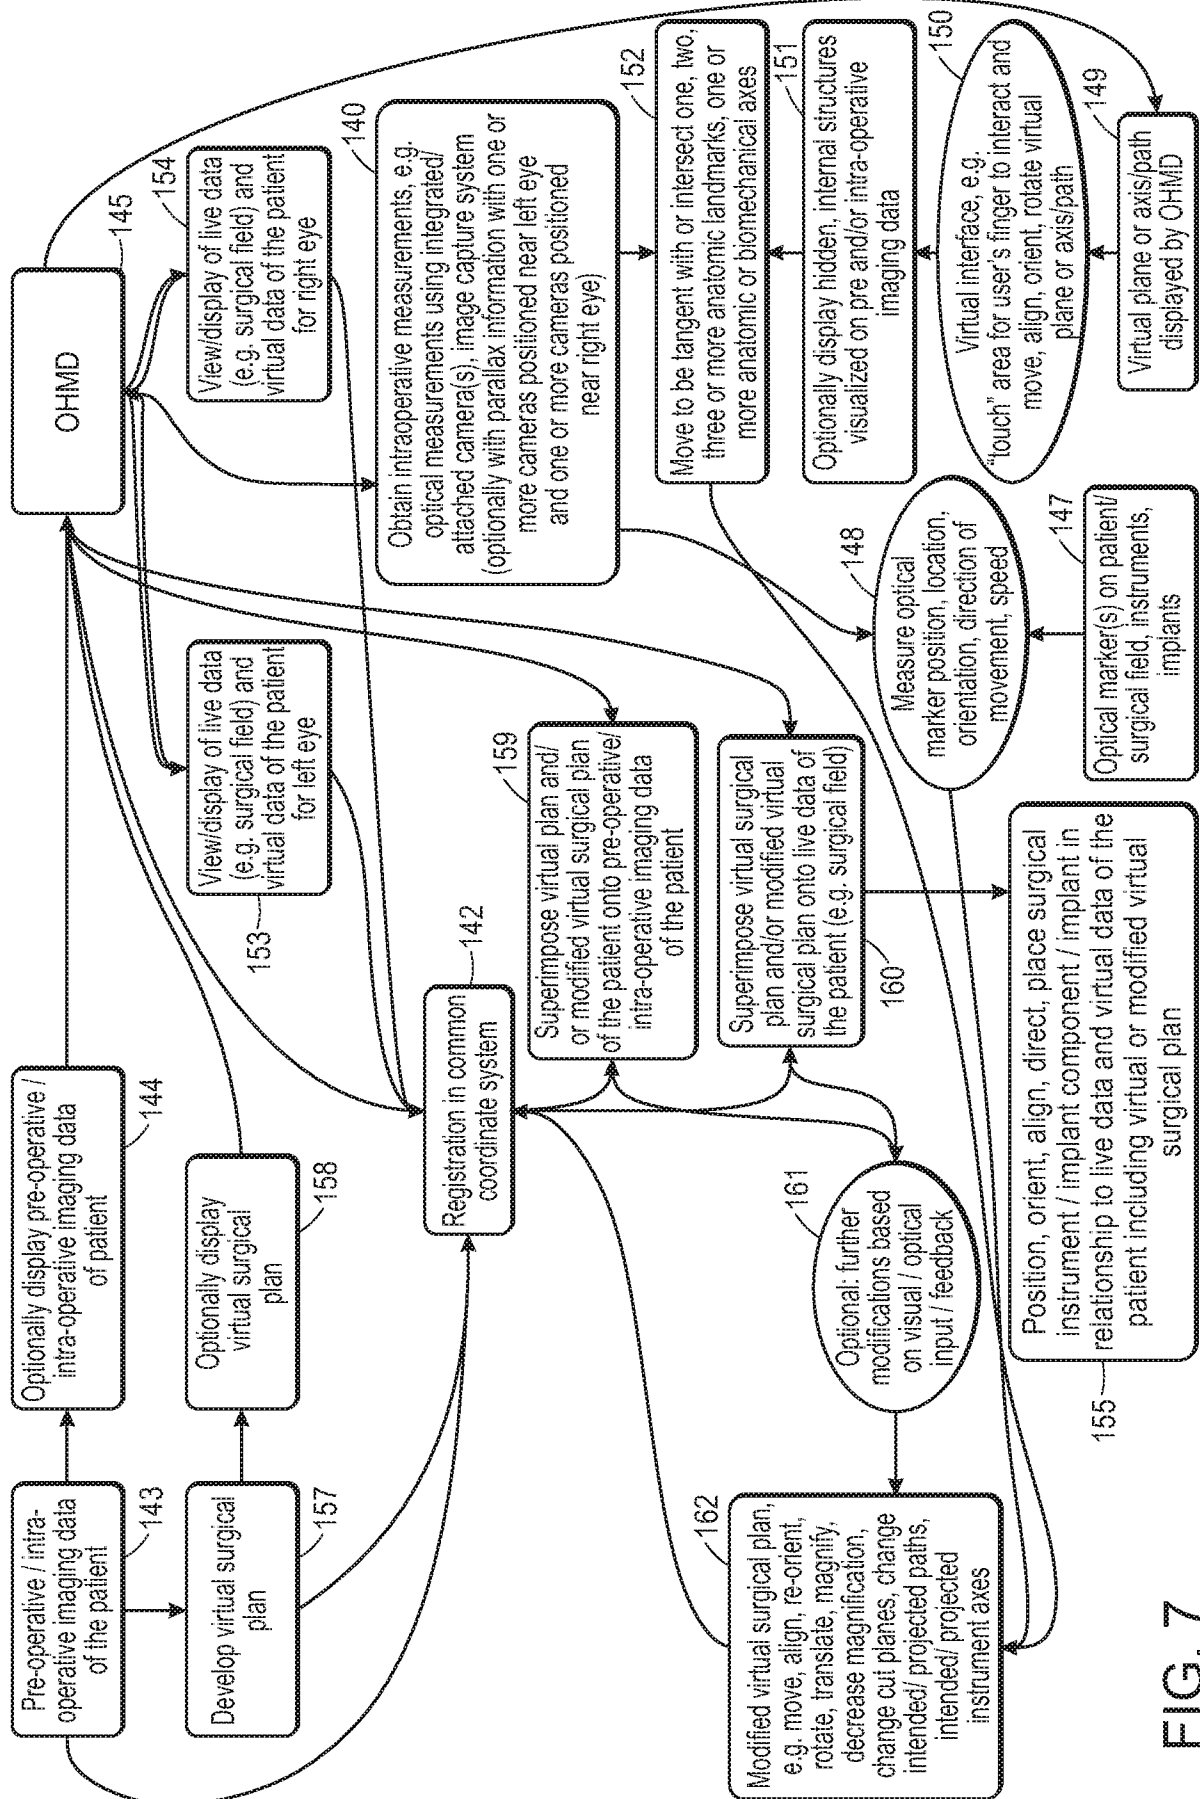 Pre-operative / intra-
operative imaging data
of the patient
143
Optionally display pre-operative /
intra-operative imaging data
of patient
144
OHMD
145
Develop virtual surgical
plan
157
Optionally display
virtual surgical
plan
158
View/display of live data
(e.g. surgical field) and
virtual data of the patient
for left eye
153
View/display of live data
(e.g. surgical field) and
virtual data of the patient
for right eye
154
Registration in common
coordinate system
142
Obtain intraoperative measurements, e.g.
optical measurements using integrated/
attached camera(s), image capture system
(optionally with parallax information with one or
more cameras positioned near left eye
and one or more cameras positioned
near right eye)
140
Superimpose virtual plan and/
or modified virtual surgical plan
of the patient onto pre-operative/
intra-operative imaging data
of the patient
159
Move to be tangent with or intersect one, two,
three or more anatomic landmarks, one or
more anatomic or biomechanical axes
152
Superimpose virtual surgical
plan and/or modified virtual
surgical plan onto live data of
the patient (e.g. surgical field)
160
Optionally display hidden, internal structures
visualized on pre and/or intra-operative
imaging data
151
Modified virtual surgical plan,
e.g. move, align, re-orient,
rotate, translate, magnify,
decrease magnification,
change cut planes, change
intended/ projected paths,
intended/ projected
instrument axes
162
Optional: further
modifications based
on visual / optical
input / feedback
161
Measure optical
marker position, location,
orientation, direction of
movement, speed
148
Virtual interface, e.g.
"touch" area for user's finger to interact and
move, align, orient, rotate virtual
plane or axis/path
150
Position, orient, align, direct, place surgical
instrument / implant component / implant in
relationship to live data and virtual data of the
patient including virtual or modified virtual
surgical plan
155
Optical marker(s) on patient/
surgical field, instruments,
implants
147
Virtual plane or axis/path
displayed by OHMD
149
FIG. 7